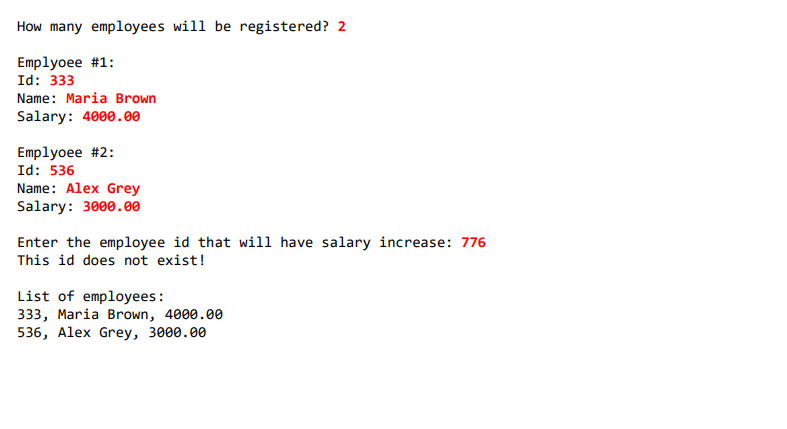 How many employees will be registered? 2
Emplyoee #1:
Id: 333
Name: Maria Brown
Salary: 4000.00
Emplyoee #2:
Id: 536
Name: Alex Grey
Salary: 3000.00
Enter the employee id that will have salary increase: 776
This id does not exist!
List of employees:
333, Maria Brown, 4000.00
536, Alex Grey, 3000.00